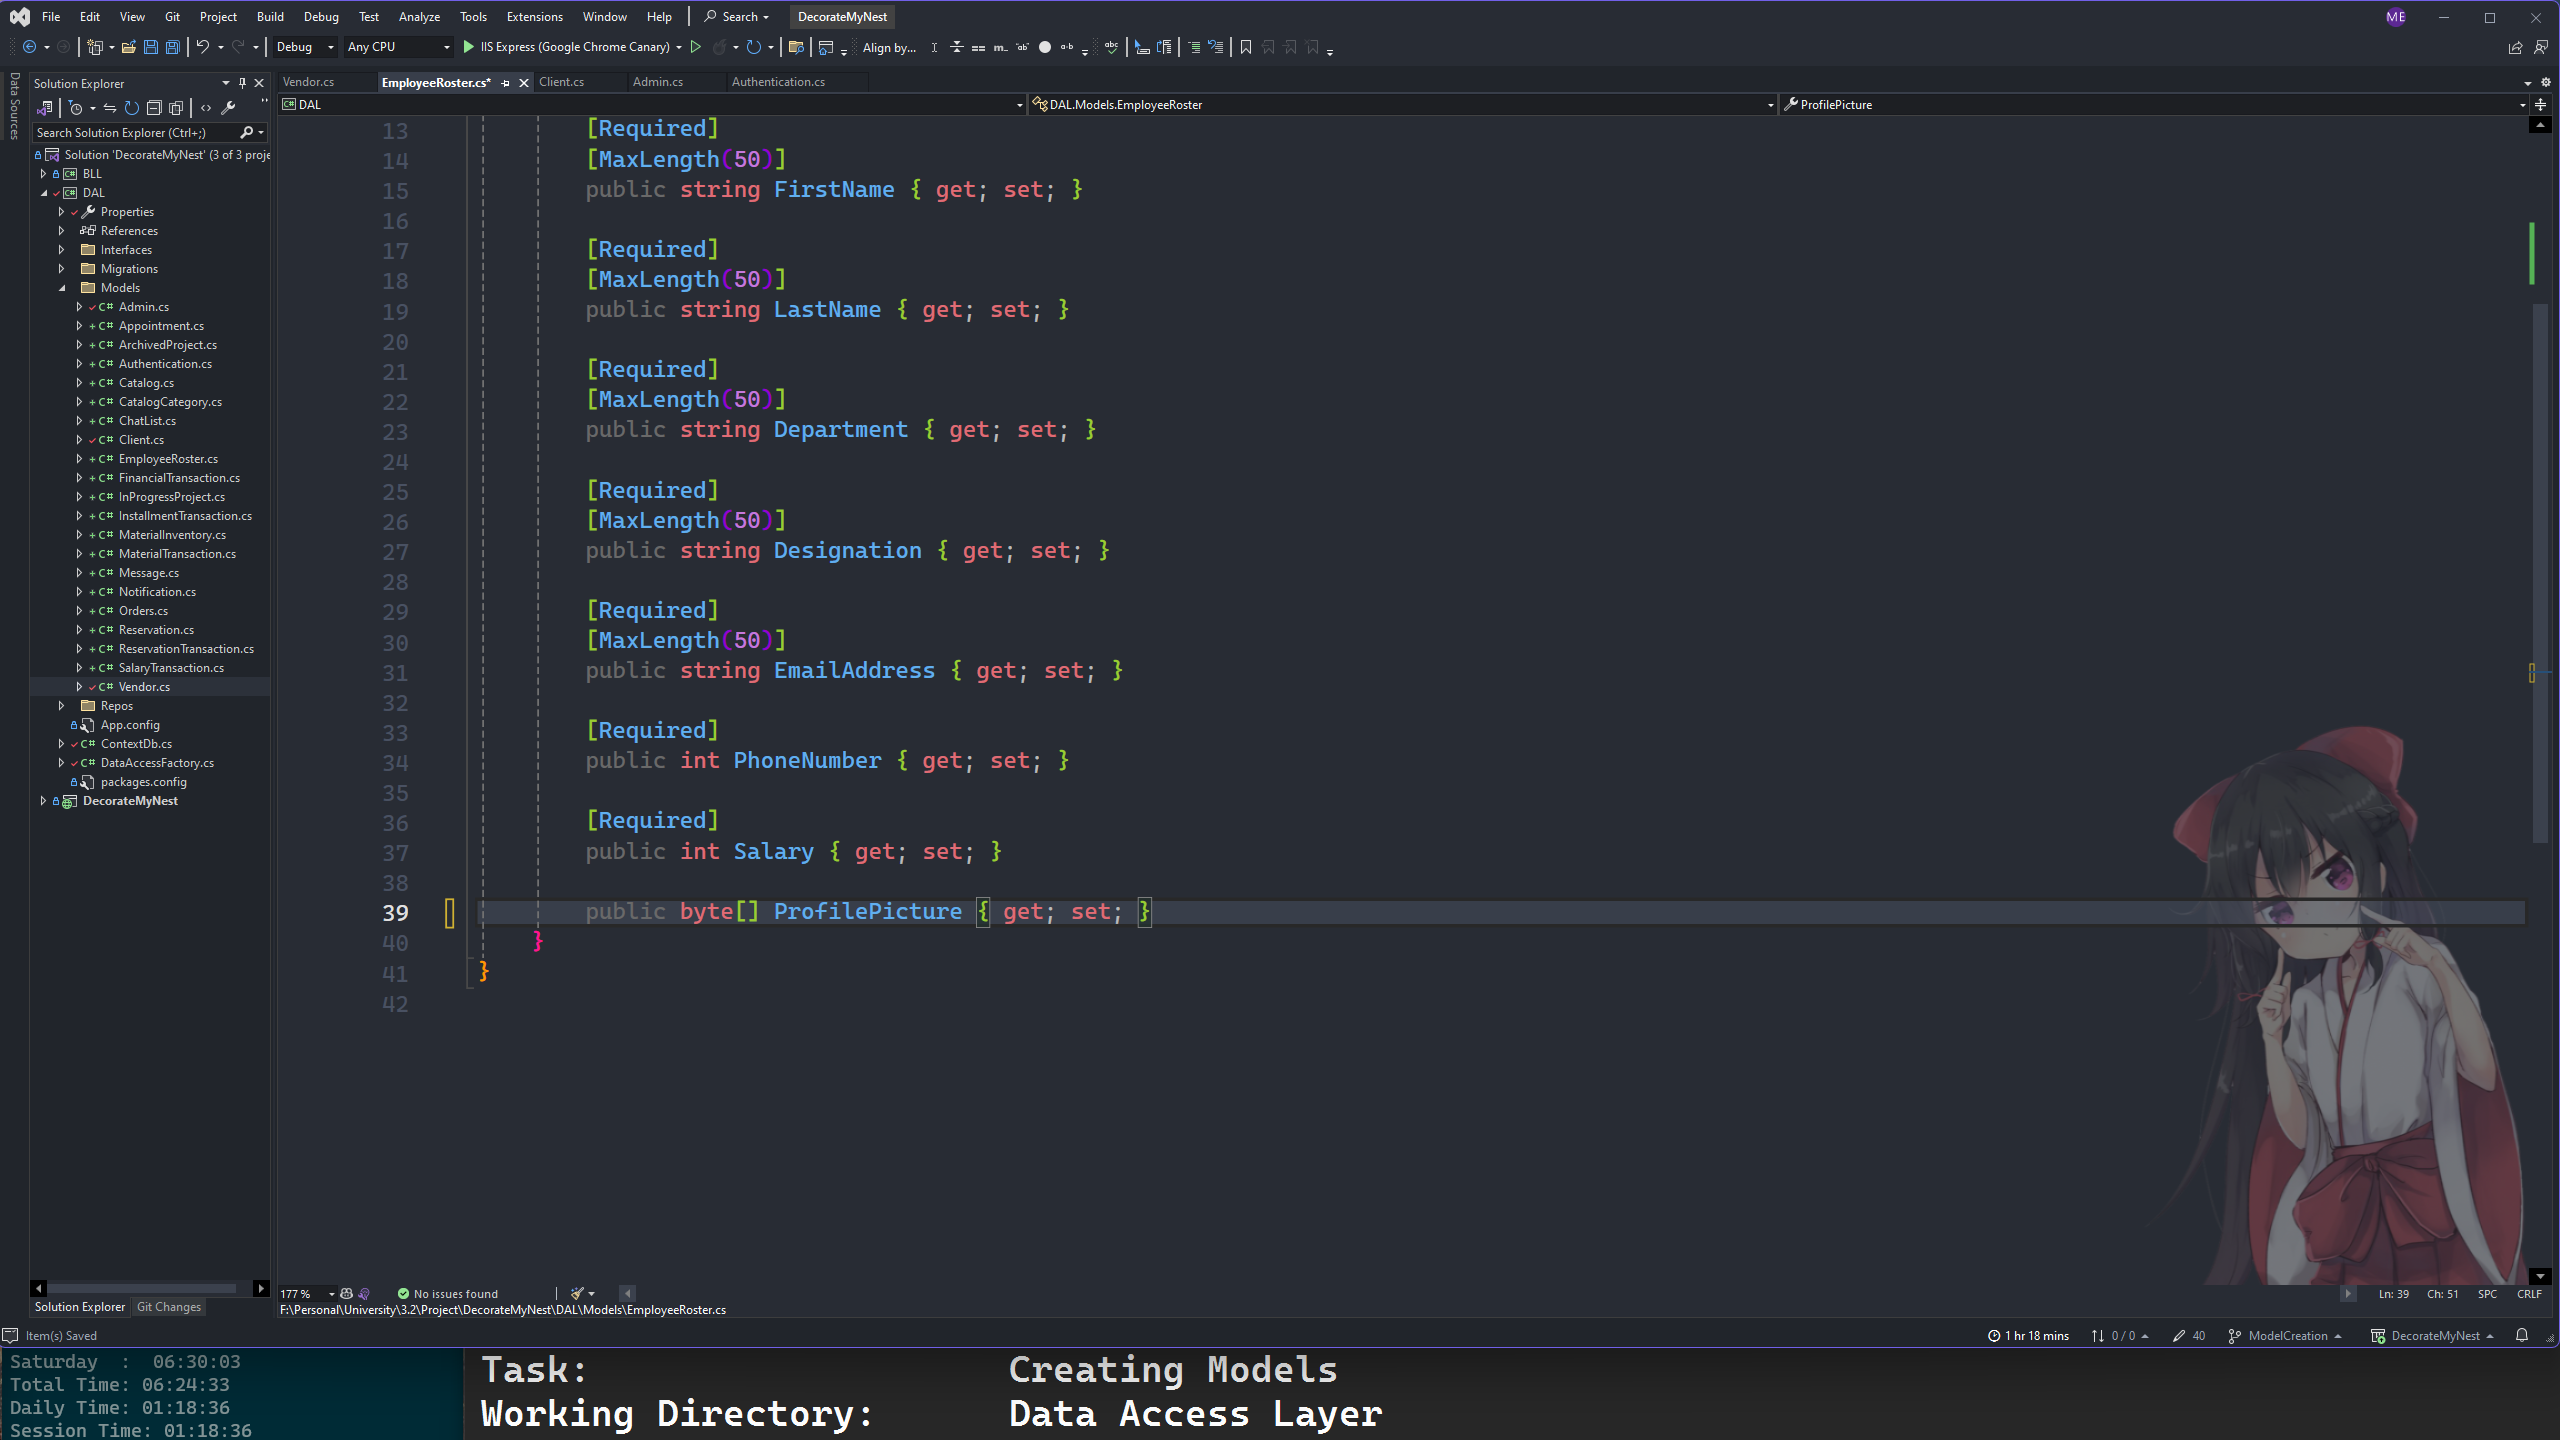 File Edit View Git Project Build Debug Test Analyze Tools Extensions Window Help Search DecorateMyNest ME
Debug Any CPU IIS Express (Google Chrome Canary) Align by...
Data Sources
Solution Explorer
Search Solution Explorer (Ctrl+;)
Solution 'DecorateMyNest' (3 of 3 proje
BLL
DAL
Properties
References
Interfaces
Migrations
Models
C# Admin.cs
C# Appointment.cs
C# ArchivedProject.cs
C# Authentication.cs
C# Catalog.cs
C# CatalogCategory.cs
C# ChatList.cs
C# Client.cs
C# EmployeeRoster.cs
C# FinancialTransaction.cs
C# InProgressProject.cs
C# InstallmentTransaction.cs
C# MaterialInventory.cs
C# MaterialTransaction.cs
C# Message.cs
C# Notification.cs
C# Orders.cs
C# Reservation.cs
C# ReservationTransaction.cs
C# SalaryTransaction.cs
C# Vendor.cs
Repos
App.config
C# ContextDb.cs
C# DataAccessFactory.cs
packages.config
DecorateMyNest
Solution Explorer Git Changes
Vendor.cs EmployeeRoster.cs* Client.cs Admin.cs Authentication.cs
DAL DAL.Models.EmployeeRoster ProfilePicture
13 [Required]
14 [MaxLength(50)]
15 public string FirstName { get; set; }
16
17 [Required]
18 [MaxLength(50)]
19 public string LastName { get; set; }
20
21 [Required]
22 [MaxLength(50)]
23 public string Department { get; set; }
24
25 [Required]
26 [MaxLength(50)]
27 public string Designation { get; set; }
28
29 [Required]
30 [MaxLength(50)]
31 public string EmailAddress { get; set; }
32
33 [Required]
34 public int PhoneNumber { get; set; }
35
36 [Required]
37 public int Salary { get; set; }
38
39 public byte[] ProfilePicture { get; set; }
40 }
41 }
42
177 % No issues found Ln: 39 Ch: 51 SPC CRLF
F:\Personal\University\3.2\Project\DecorateMyNest\DAL\Models\EmployeeRoster.cs
Item(s) Saved 1 hr 18 mins 0 / 0 40 ModelCreation DecorateMyNest
Saturday : 06:30:03
Total Time: 06:24:33
Daily Time: 01:18:36
Session Time: 01:18:36
Task: Creating Models
Working Directory: Data Access Layer